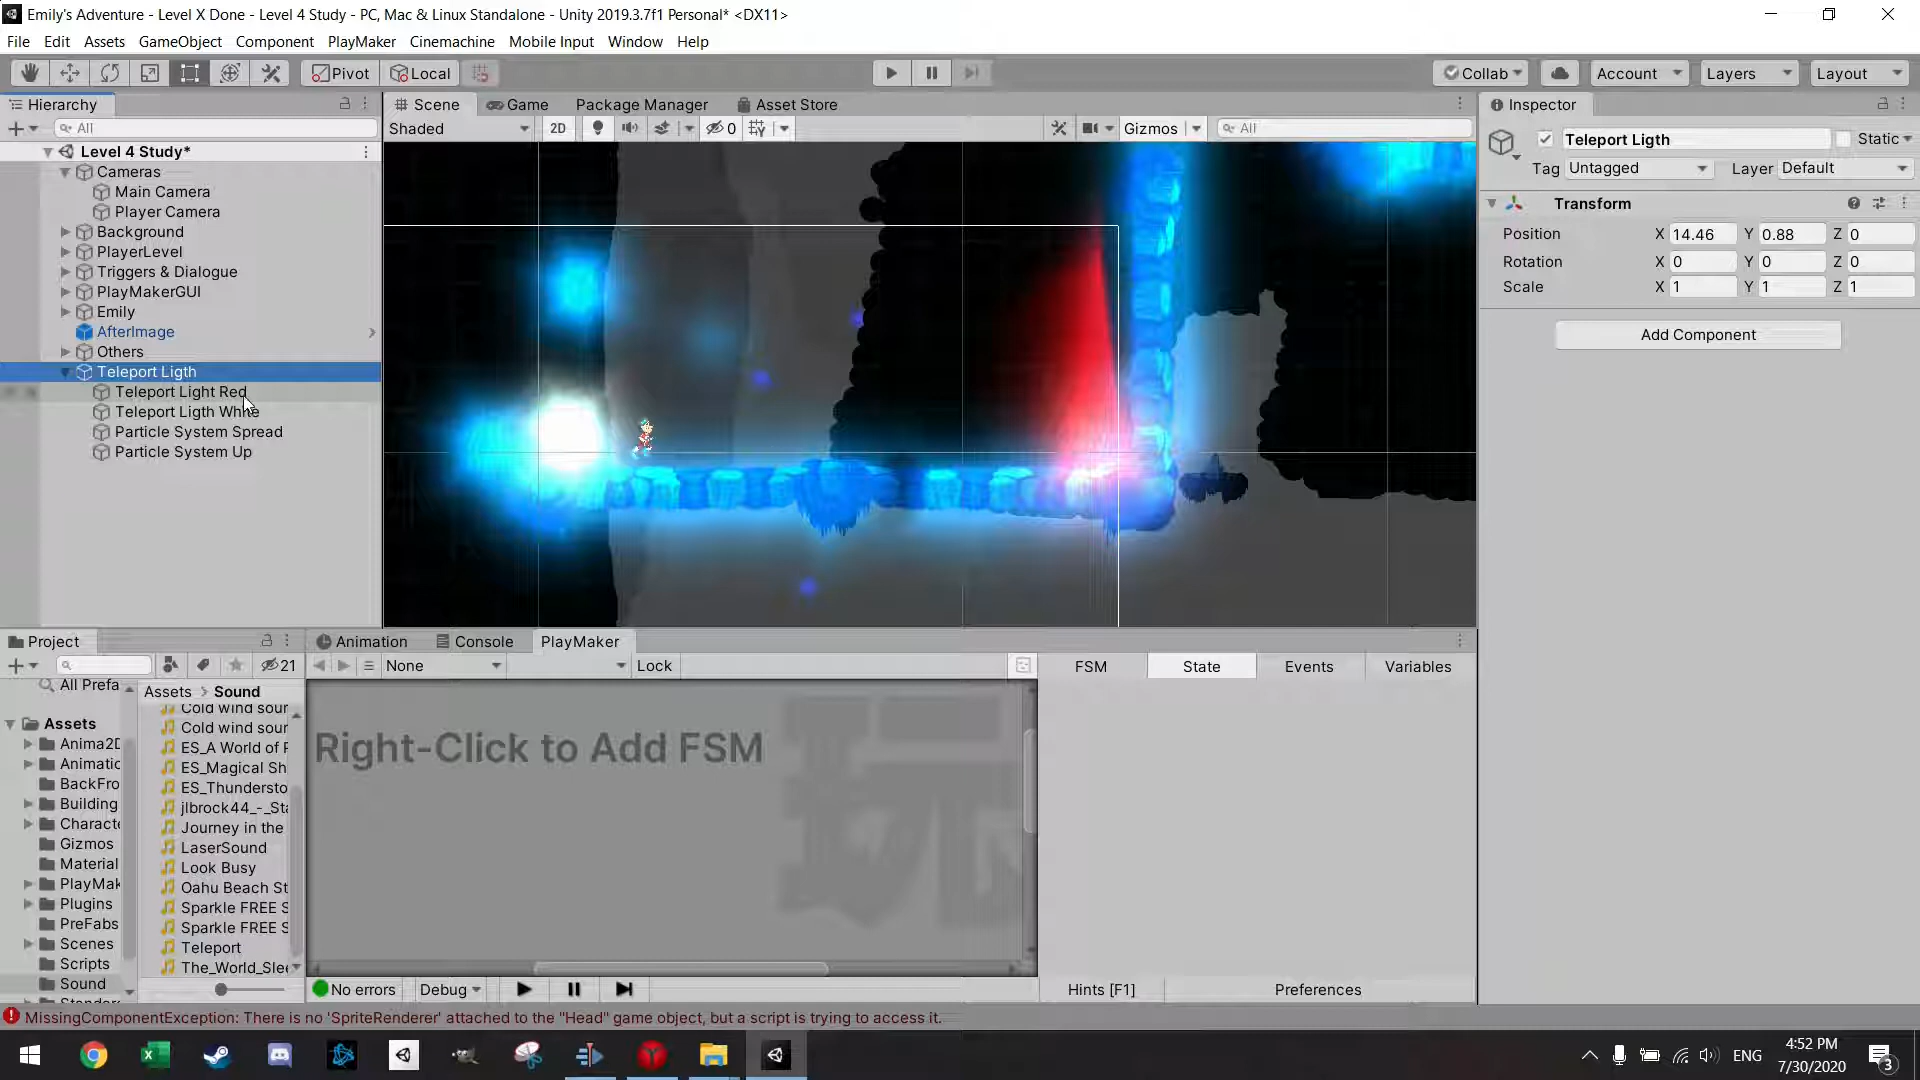 Emily's Adventure - Level X Done - Level 4 Study - PC, Mac & Linux Standalone - Unity 2019.3.7f1 Personal* <DX11>
File Edit Assets GameObject Component PlayMaker Cinemachine Mobile Input Window Help
Pivot Local Collab Account Layers Layout
Hierarchy
All
Level 4 Study*
Cameras
Main Camera
Player Camera
Background
PlayerLevel
Triggers & Dialogue
PlayMakerGUI
Emily
AfterImage
Others
Teleport Ligth
Teleport Light Red
Teleport Ligth White
Particle System Spread
Particle System Up
Scene Game Package Manager Asset Store
Shaded 2D 0 Gizmos All
Inspector
Teleport Ligth Static
Tag Untagged Layer Default
Transform
Position X 14.46 Y 0.88 Z 0
Rotation X 0 Y 0 Z 0
Scale X 1 Y 1 Z 1
Add Component
Project
21
All Prefa
Assets
Anima2D
Animatic
BackFro
Building
Characte
Gizmos
Material
PlayMak
Plugins
PreFabs
Scenes
Scripts
Sound
Assets > Sound
Cold wind sour
Cold wind sour
ES_A World of F
ES_Magical Sh
ES_Thundersto
jlbrock44_-_Sta
Journey in the
LaserSound
Look Busy
Oahu Beach St
Sparkle FREE S
Sparkle FREE S
Teleport
The_World_Slee
Animation Console PlayMaker
None Lock
FSM State Events Variables
Right-Click to Add FSM
玩
No errors Debug
Hints [F1] Preferences
MissingComponentException: There is no 'SpriteRenderer' attached to the "Head" game object, but a script is trying to access it.
ENG
4:52 PM
7/30/2020
3